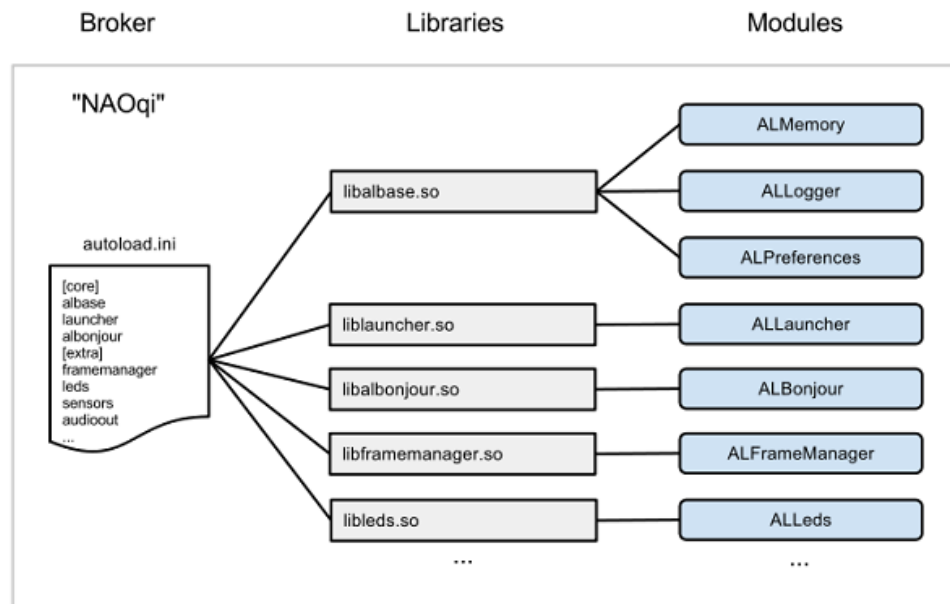 Broker
Libraries
Modules
"NAOqi"
autoload.ini
[core]
albase
launcher
albonjour
[extra]
framemanager
leds
sensors
audioout
...
libalbase.so
liblauncher.so
libalbonjour.so
libframemanager.so
libleds.so
...
ALMemory
ALLogger
ALPreferences
ALLauncher
ALBonjour
ALFrameManager
ALLeds
...